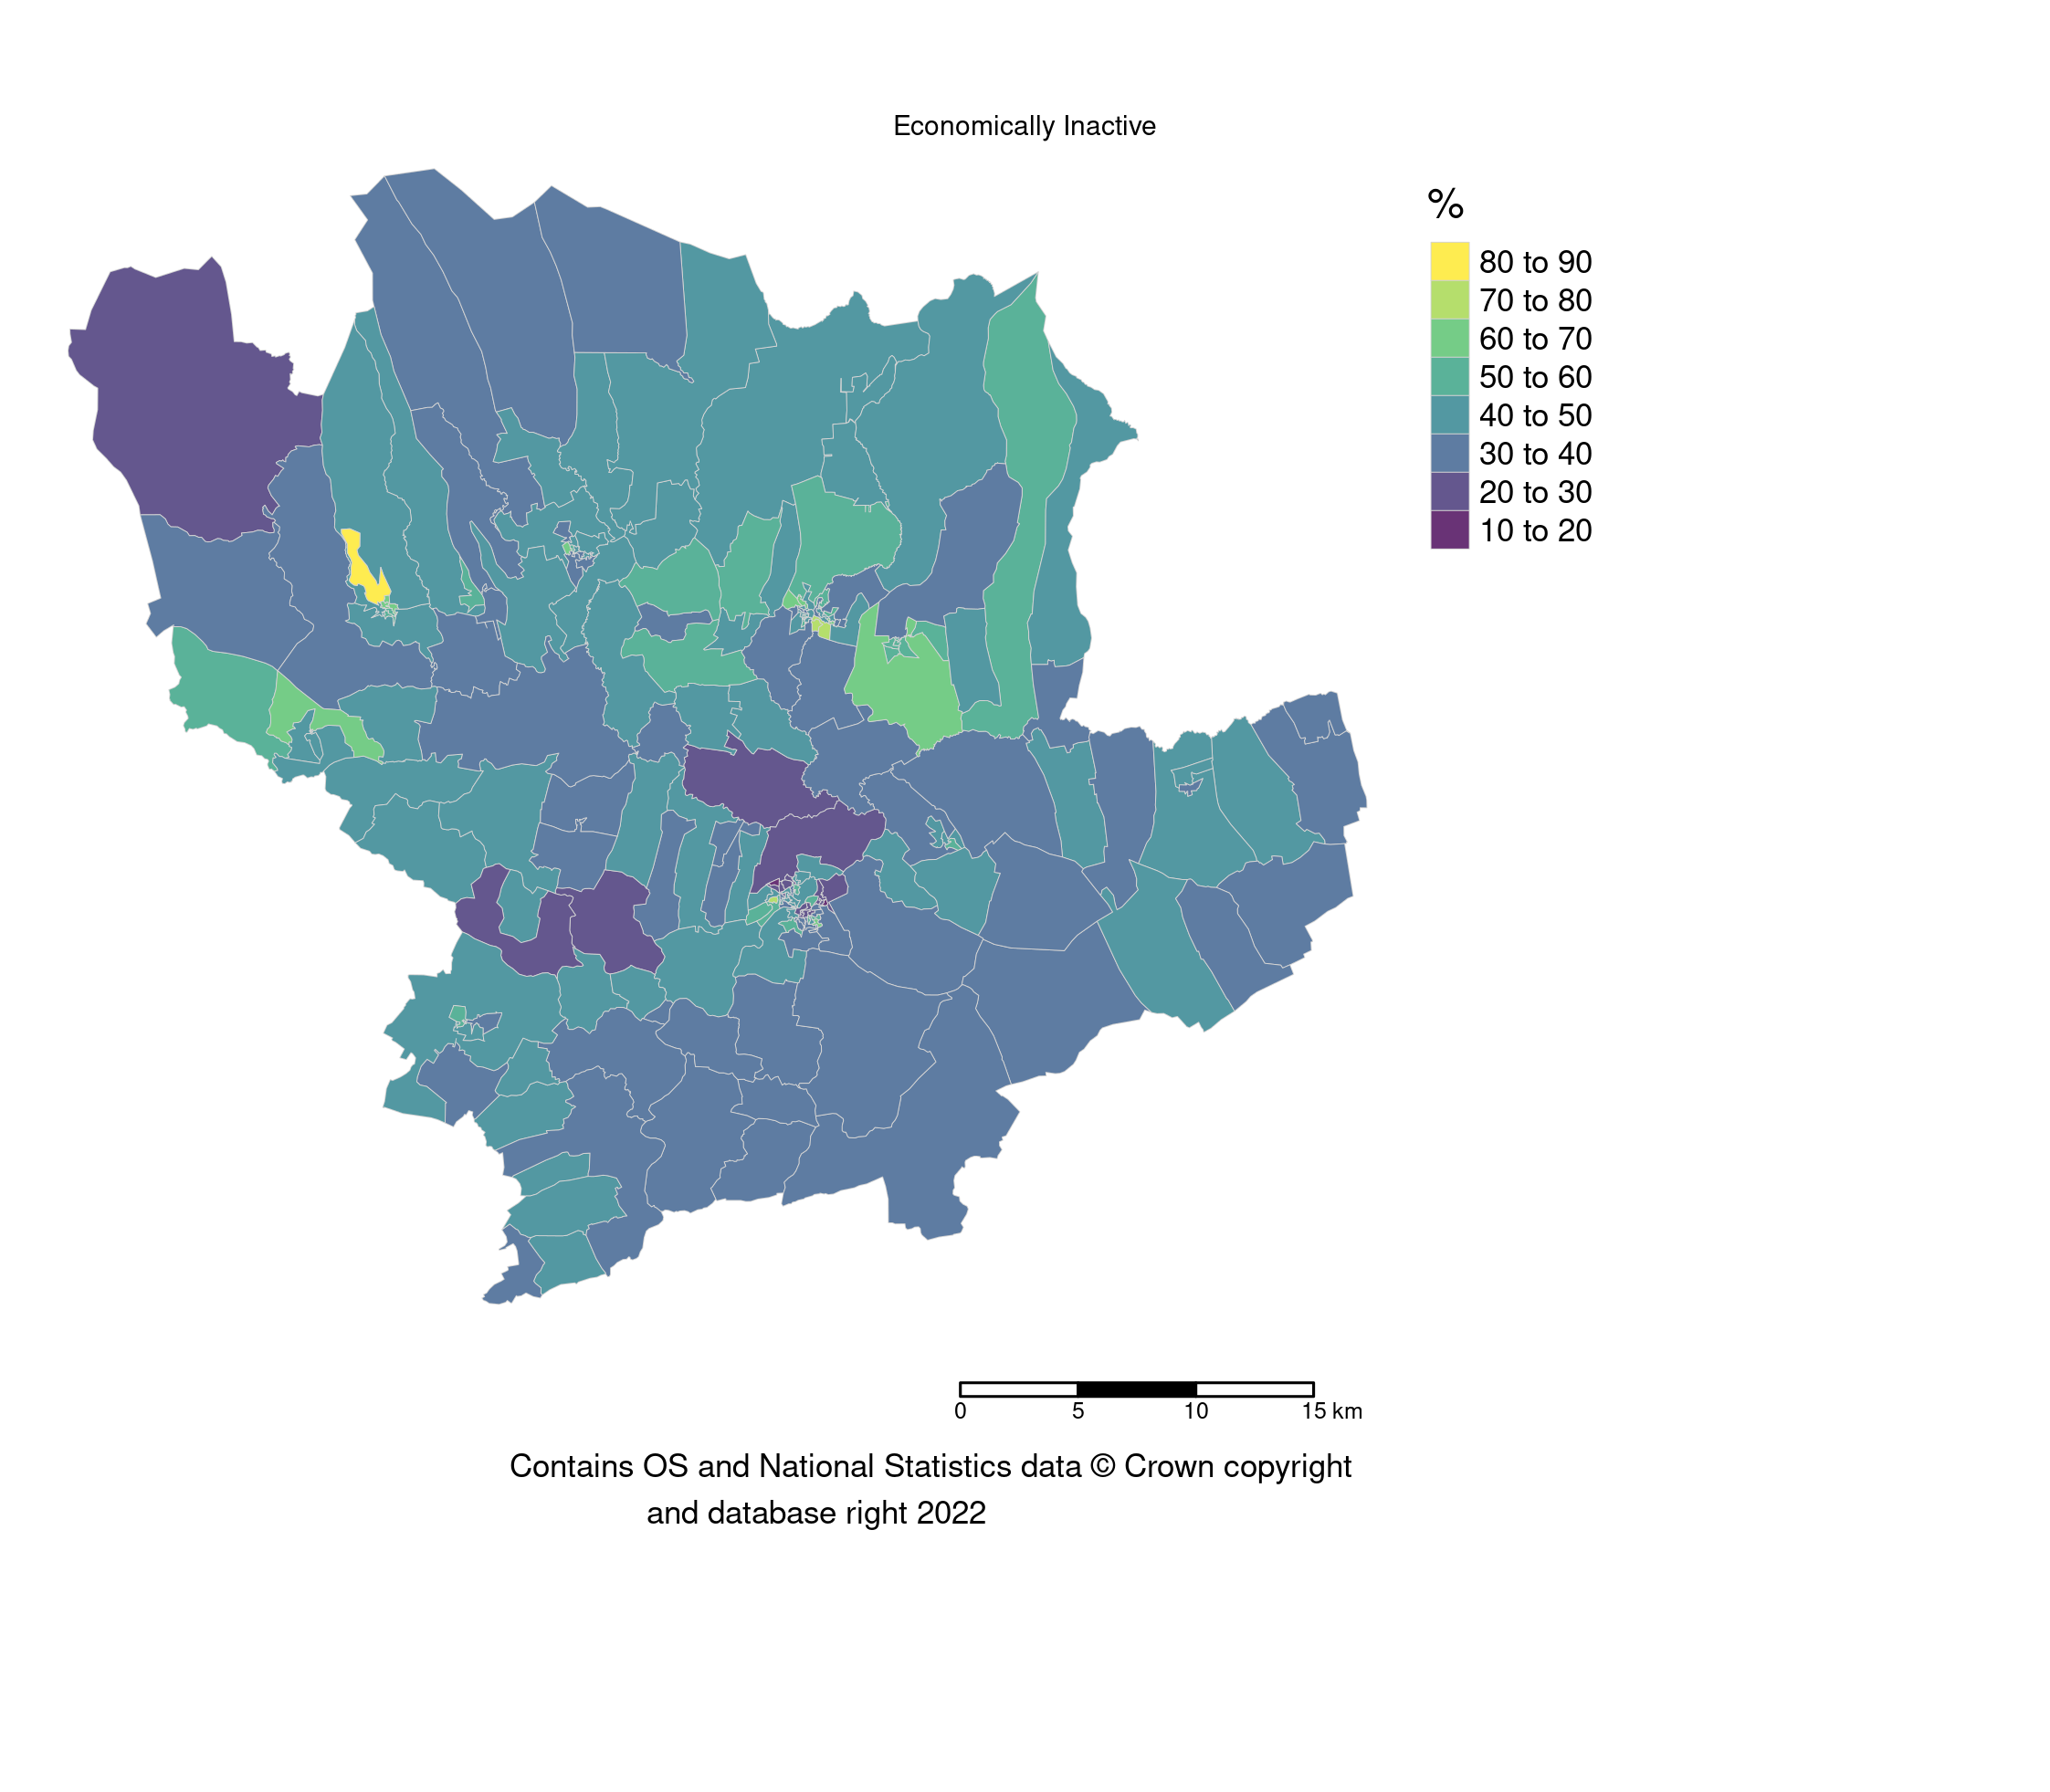 Economically Inactive
%
80 to 90
70 to 80
60 to 70
50 to 60
40 to 50
30 to 40
20 to 30
10 to 20
0 5 10 15 km
Contains OS and National Statistics data © Crown copyright
and database right 2022